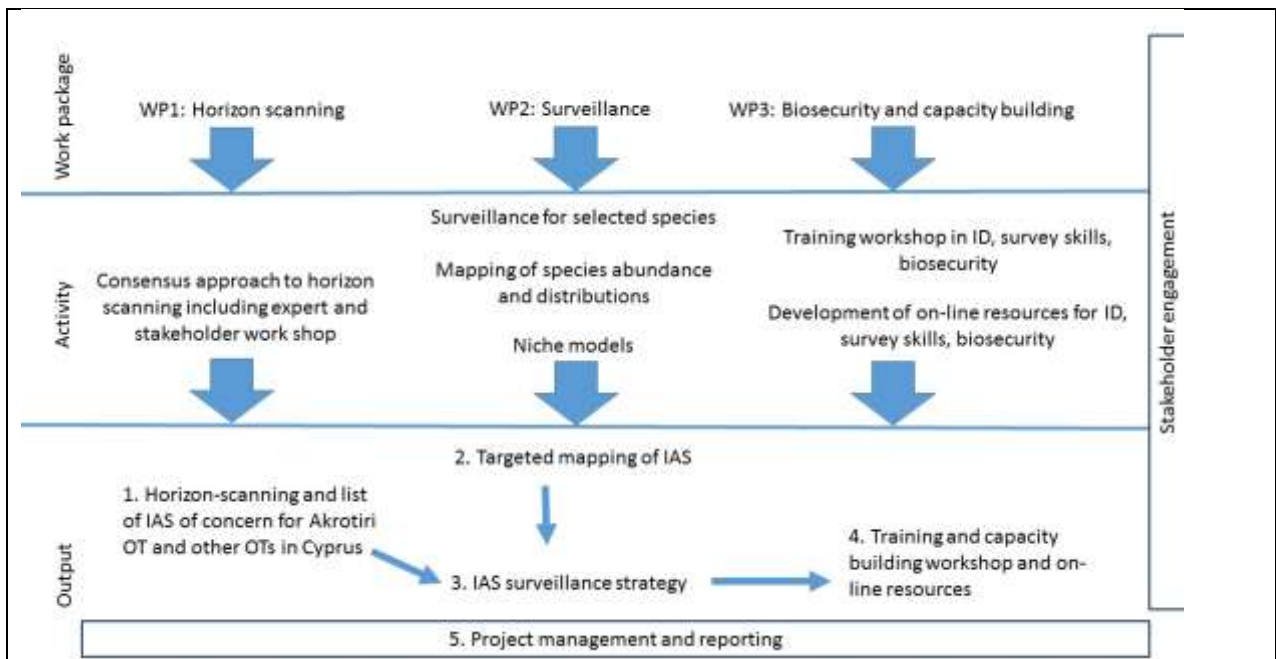 Work package
WP1: Horizon scanning
WP2: Surveillance
WP3: Biosecurity and capacity building
Activity
Consensus approach to horizon
scanning including expert and
stakeholder work shop
Surveillance for selected species
Mapping of species abundance
and distributions
Niche models
Training workshop in ID, survey skills,
biosecurity
Development of on-line resources for ID,
survey skills, biosecurity
Output
1. Horizon-scanning and list
of IAS of concern for Akrotiri
OT and other OTs in Cyprus
2. Targeted mapping of IAS
3. IAS surveillance strategy
4. Training and capacity
building workshop and on-
line resources
Stakeholder engagement
5. Project management and reporting